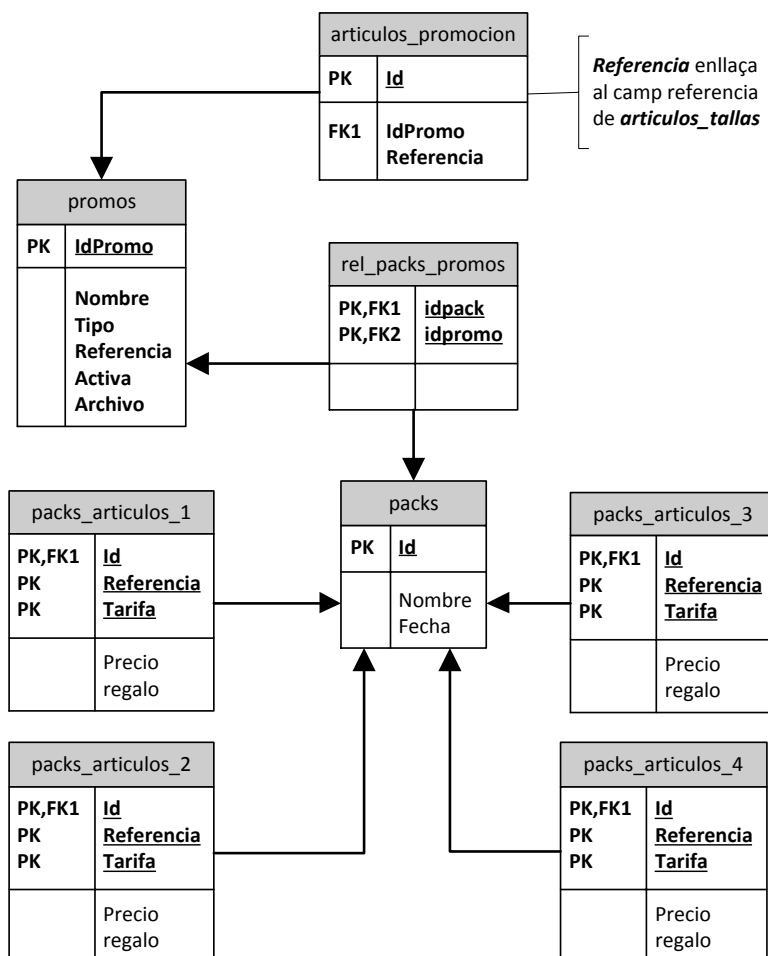 articulos_promocion
PK Id
FK1 IdPromo
Referencia
Referencia enllaça
al camp referencia
de articulos_tallas
promos
PK IdPromo
Nombre
Tipo
Referencia
Activa
Archivo
rel_packs_promos
PK,FK1 idpack
PK,FK2 idpromo
packs_articulos_1
PK,FK1 Id
PK Referencia
PK Tarifa
Precio
regalo
packs
PK Id
Nombre
Fecha
packs_articulos_3
PK,FK1 Id
PK Referencia
PK Tarifa
Precio
regalo
packs_articulos_2
PK,FK1 Id
PK Referencia
PK Tarifa
Precio
regalo
packs_articulos_4
PK,FK1 Id
PK Referencia
PK Tarifa
Precio
regalo